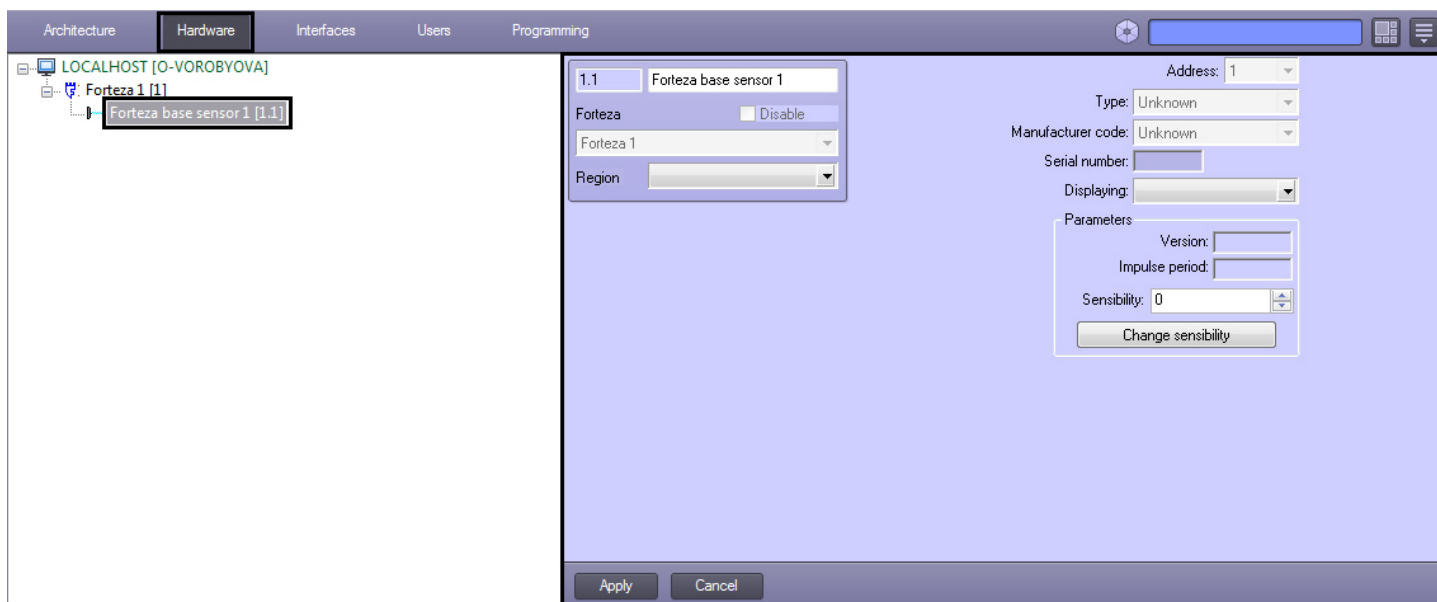 Architecture Hardware Interfaces Users Programming
LOCALHOST [O-VOROBYOVA]
Forteza 1 [1]
Forteza base sensor 1 [1.1]
1.1 Forteza base sensor 1
Forteza Disable
Forteza 1
Region
Address: 1
Type: Unknown
Manufacturer code: Unknown
Serial number:
Displaying:
Parameters
Version:
Impulse period:
Sensibility: 0
Change sensibility
Apply Cancel